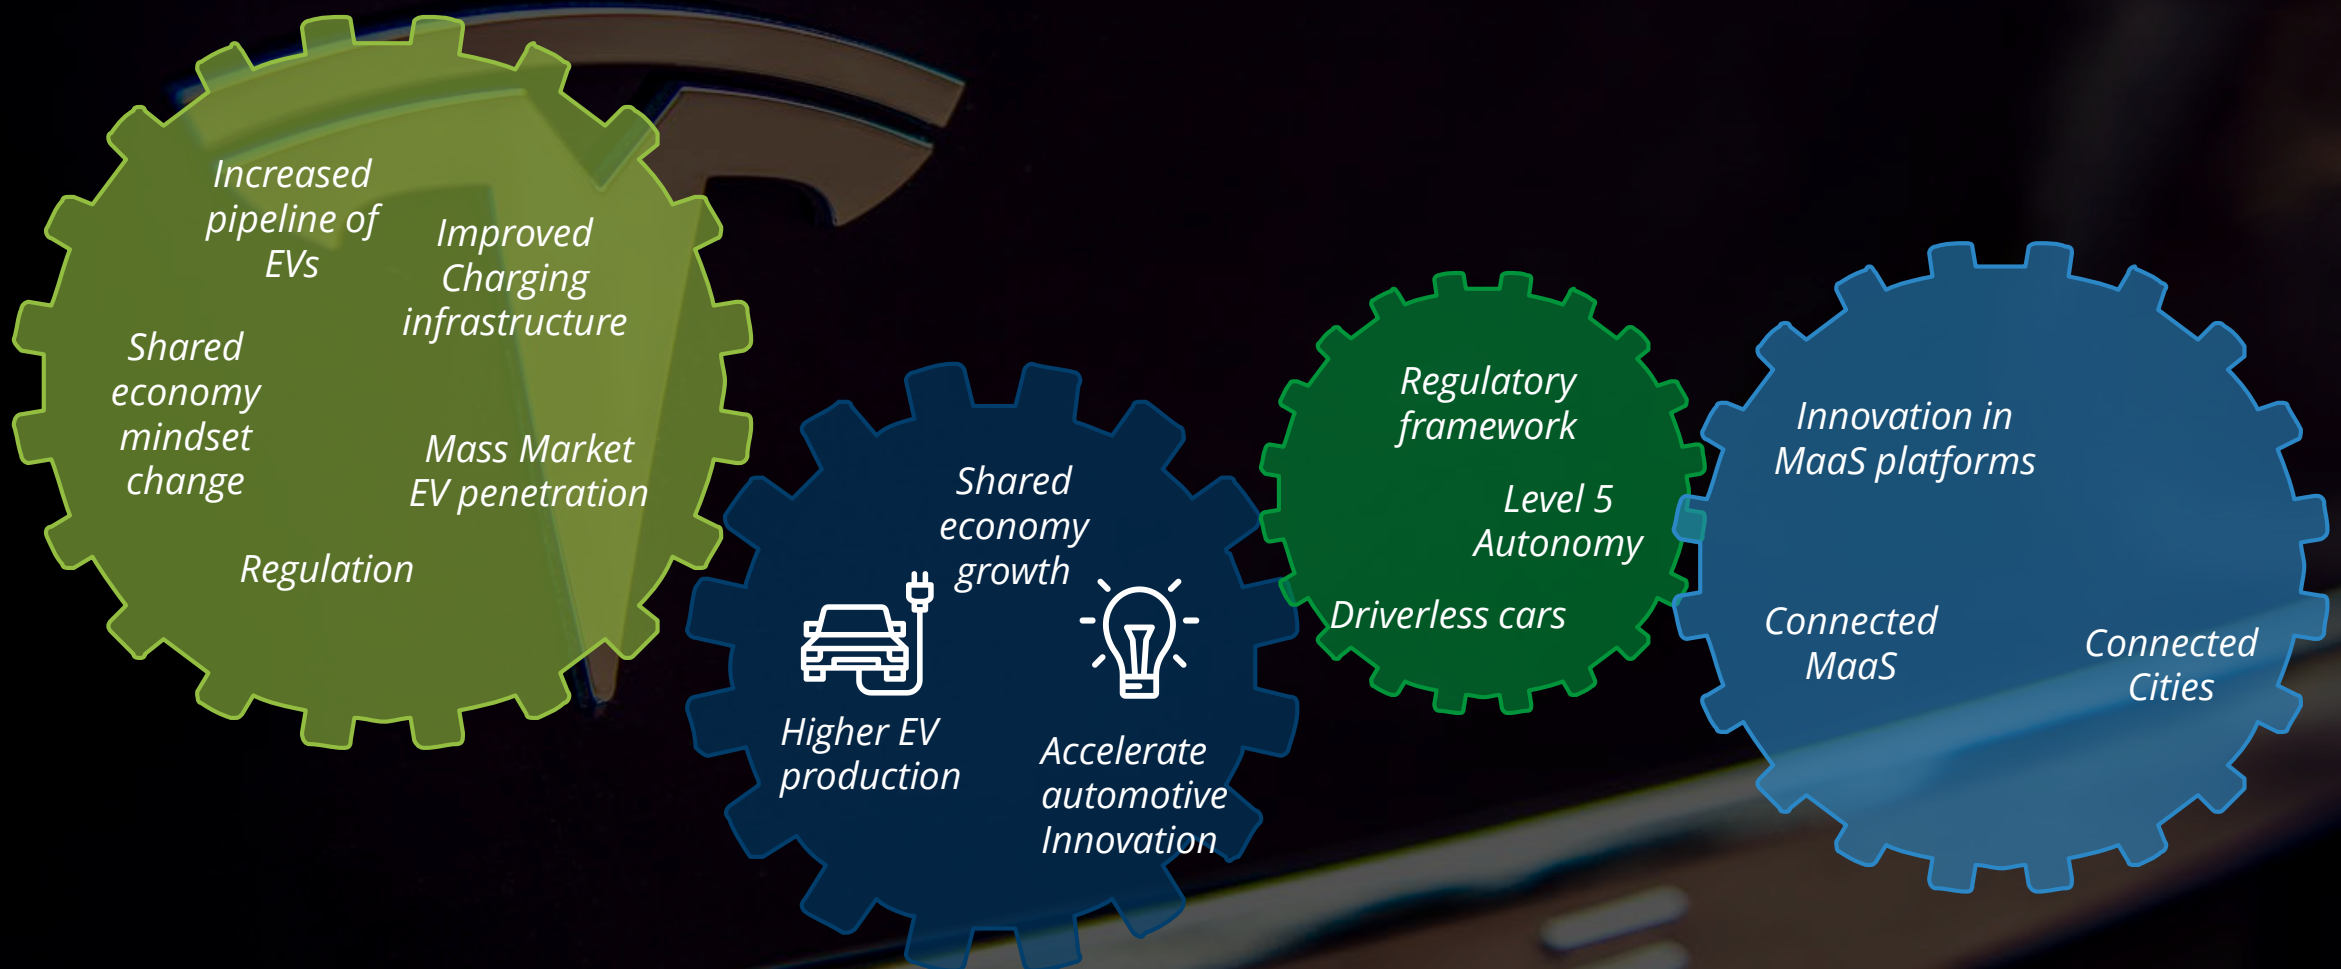 Increased
pipeline of
EVs
Improved
Charging
infrastructure
Shared
economy
mindset
change
Mass Market
EV penetration
Regulation
Shared
economy
growth
Higher EV
production
Accelerate
automotive
Innovation
Regulatory
framework
Level 5
Autonomy
Driverless cars
Innovation in
MaaS platforms
Connected
MaaS
Connected
Cities